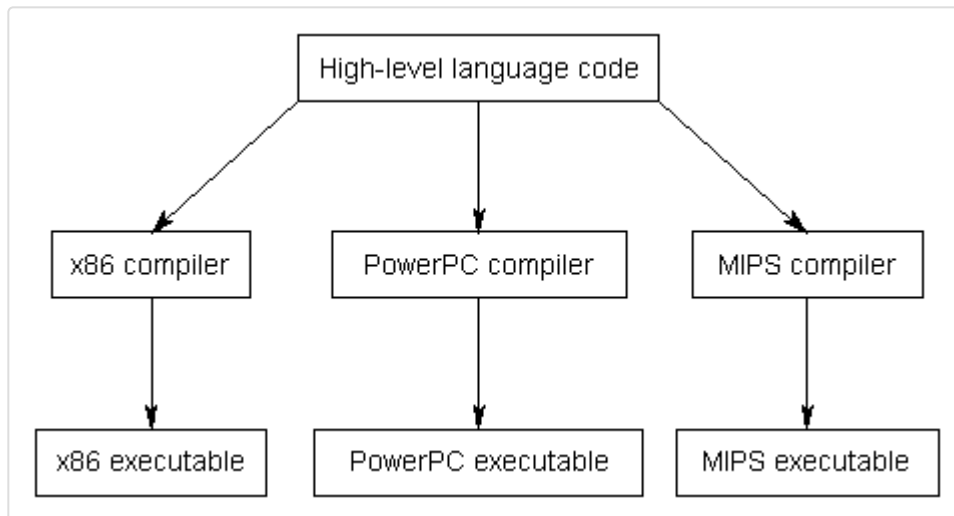 High-level language code
x86 compiler
PowerPC compiler
MIPS compiler
x86 executable
PowerPC executable
MIPS executable